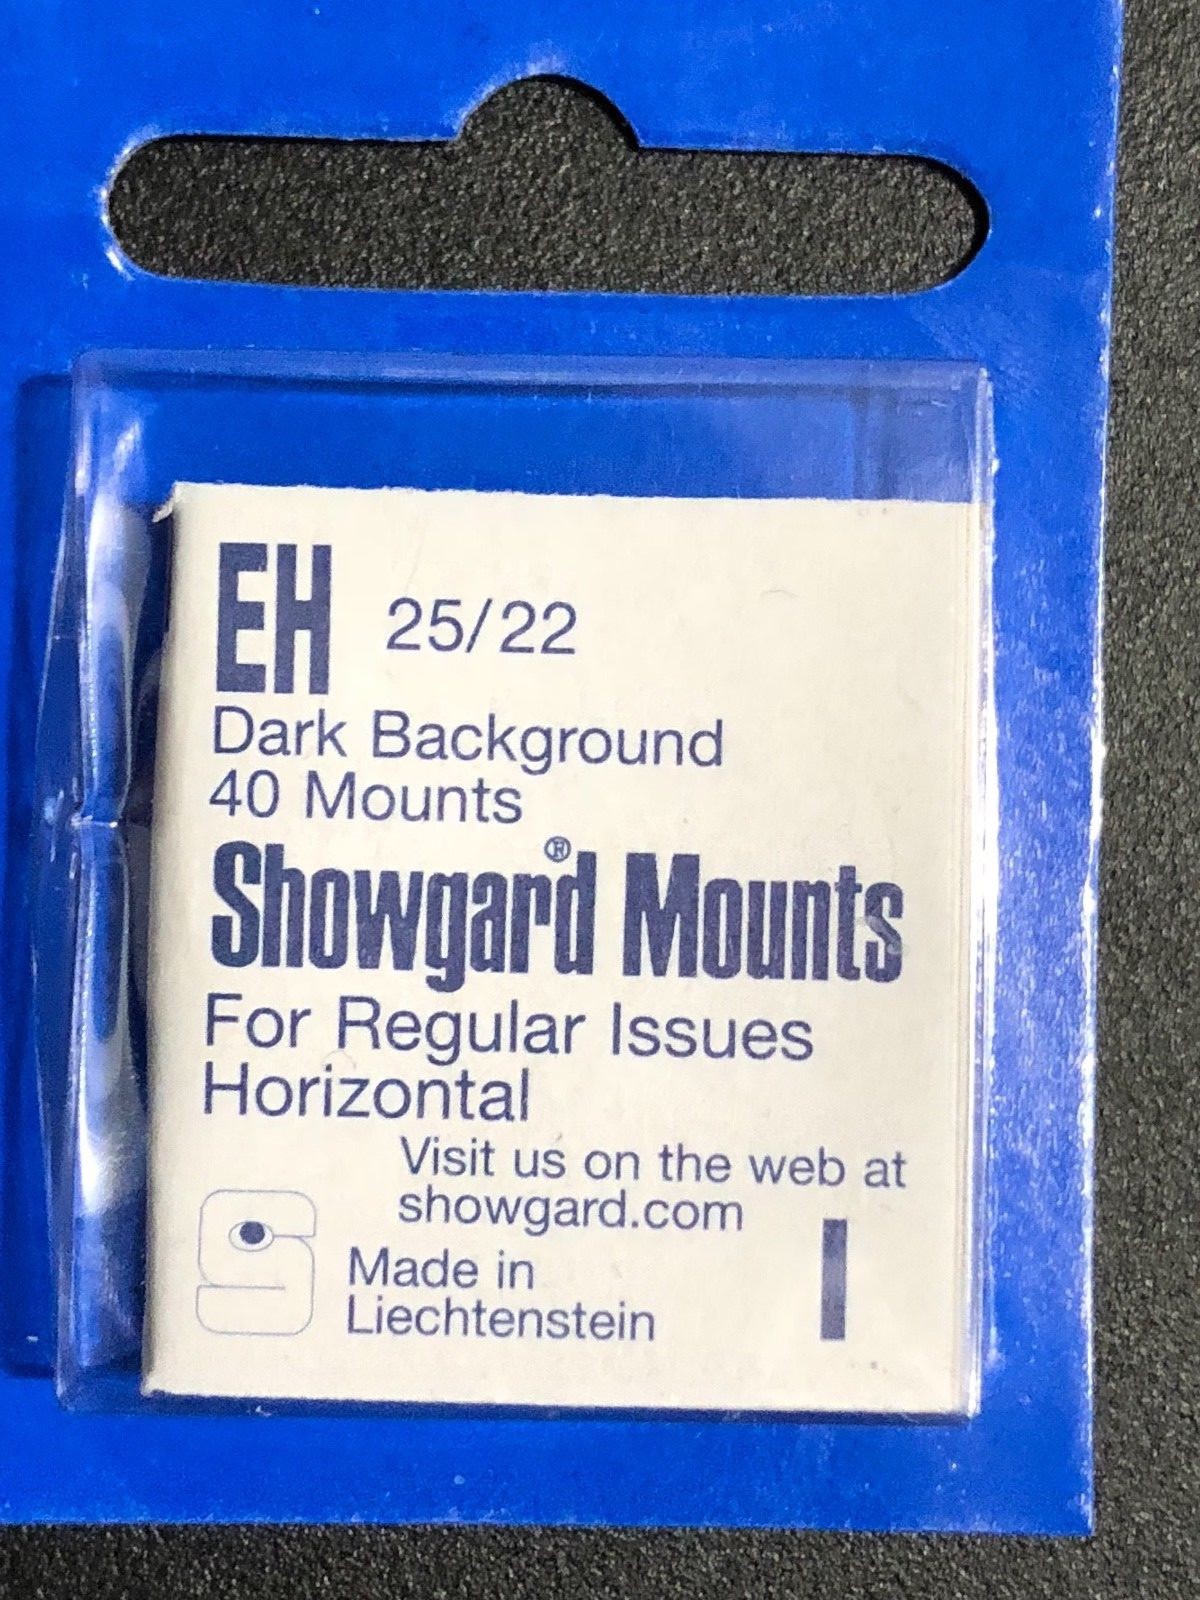 EH 25/22
Dark Background
40 Mounts
Showgard® Mounts
For Regular Issues
Horizontal
Visit us on the web at
showgard.com
Made in
Liechtenstein